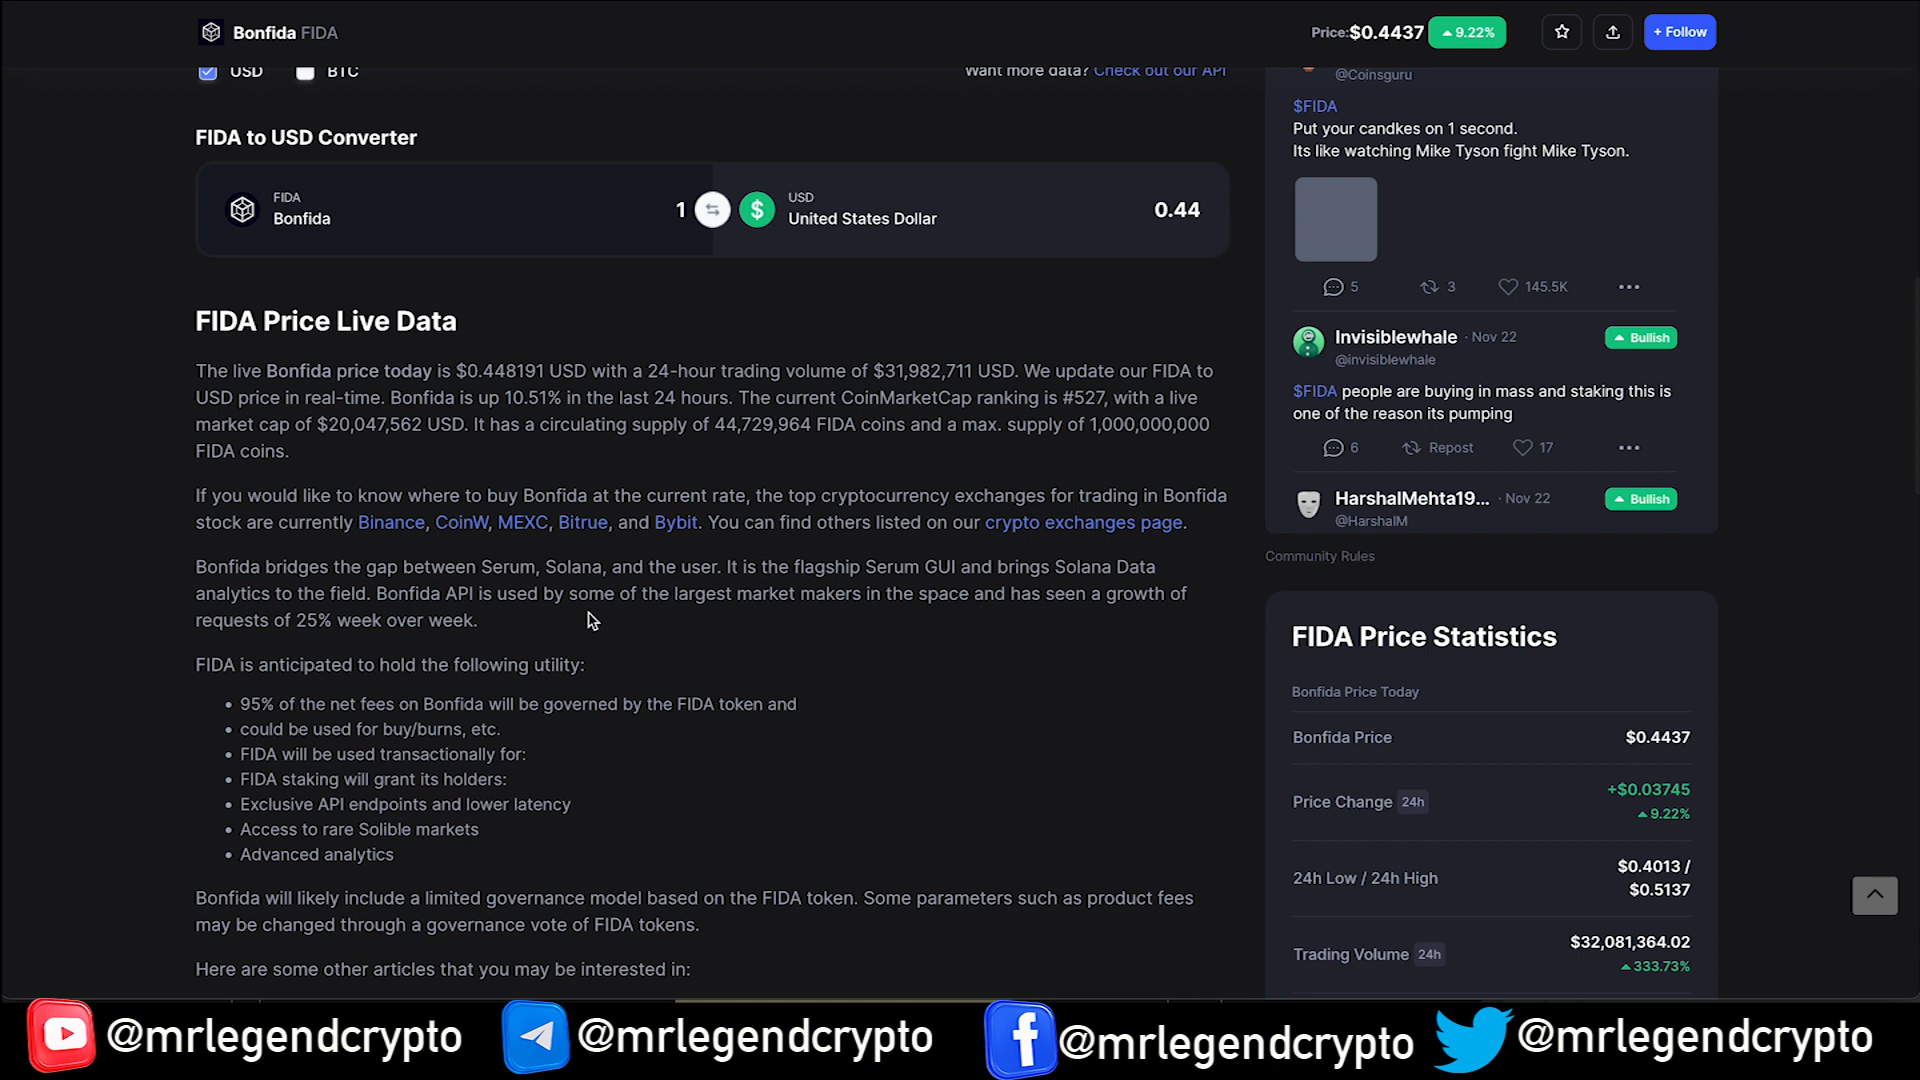 Bonfida FIDA
Price:$0.4437 9.22%
+ Follow
USD BTC
Want more data? Check out our API
FIDA to USD Converter
FIDA
Bonfida
1
USD
United States Dollar
0.44
FIDA Price Live Data
The live Bonfida price today is $0.448191 USD with a 24-hour trading volume of $31,982,711 USD. We update our FIDA to
USD price in real-time. Bonfida is up 10.51% in the last 24 hours. The current CoinMarketCap ranking is #527, with a live
market cap of $20,047,562 USD. It has a circulating supply of 44,729,964 FIDA coins and a max. supply of 1,000,000,000
FIDA coins.
If you would like to know where to buy Bonfida at the current rate, the top cryptocurrency exchanges for trading in Bonfida
stock are currently Binance, CoinW, MEXC, Bitrue, and Bybit. You can find others listed on our crypto exchanges page.
Bonfida bridges the gap between Serum, Solana, and the user. It is the flagship Serum GUI and brings Solana Data
analytics to the field. Bonfida API is used by some of the largest market makers in the space and has seen a growth of
requests of 25% week over week.
FIDA is anticipated to hold the following utility:
• 95% of the net fees on Bonfida will be governed by the FIDA token and
• could be used for buy/burns, etc.
• FIDA will be used transactionally for:
• FIDA staking will grant its holders:
• Exclusive API endpoints and lower latency
• Access to rare Solible markets
• Advanced analytics
Bonfida will likely include a limited governance model based on the FIDA token. Some parameters such as product fees
may be changed through a governance vote of FIDA tokens.
Here are some other articles that you may be interested in:
@Coinsguru
$FIDA
Put your candkes on 1 second.
Its like watching Mike Tyson fight Mike Tyson.
5 3 145.5K •••
Invisiblewhale · Nov 22
Bullish
@invisiblewhale
$FIDA people are buying in mass and staking this is
one of the reason its pumping
6 Repost 17 •••
HarshalMehta19... · Nov 22
Bullish
@HarshalM
Community Rules
FIDA Price Statistics
Bonfida Price Today
Bonfida Price $0.4437
Price Change 24h
+$0.03745
9.22%
24h Low / 24h High
$0.4013 /
$0.5137
Trading Volume 24h
$32,081,364.02
333.73%
@mrlegendcrypto @mrlegendcrypto @mrlegendcrypto @mrlegendcrypto